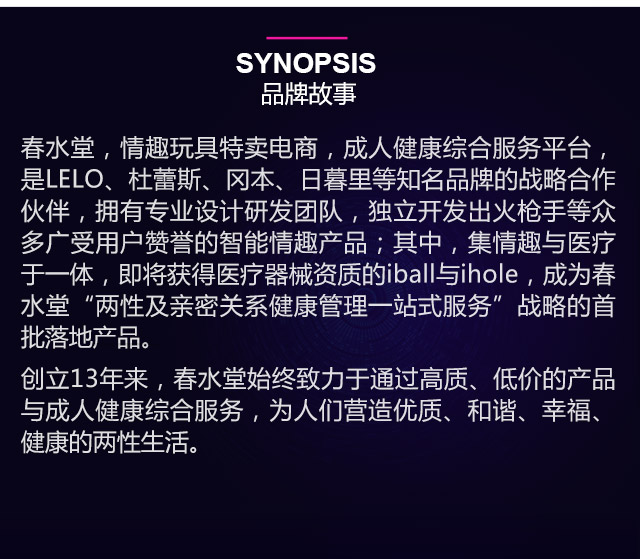 SYNOPSIS
品牌故事
春水堂，情趣玩具特卖电商，成人健康综合服务平台，
是LELO、杜蕾斯、冈本、日暮里等知名品牌的战略合作
伙伴，拥有专业设计研发团队，独立开发出火枪手等众
多广受用户赞誉的智能情趣产品；其中，集情趣与医疗
于一体，即将获得医疗器械资质的iball与ihole，成为春
水堂“两性及亲密关系健康管理一站式服务”战略的首
批落地产品。
创立13年来，春水堂始终致力于通过高质、低价的产品
与成人健康综合服务，为人们营造优质、和谐、幸福、
健康的两性生活。